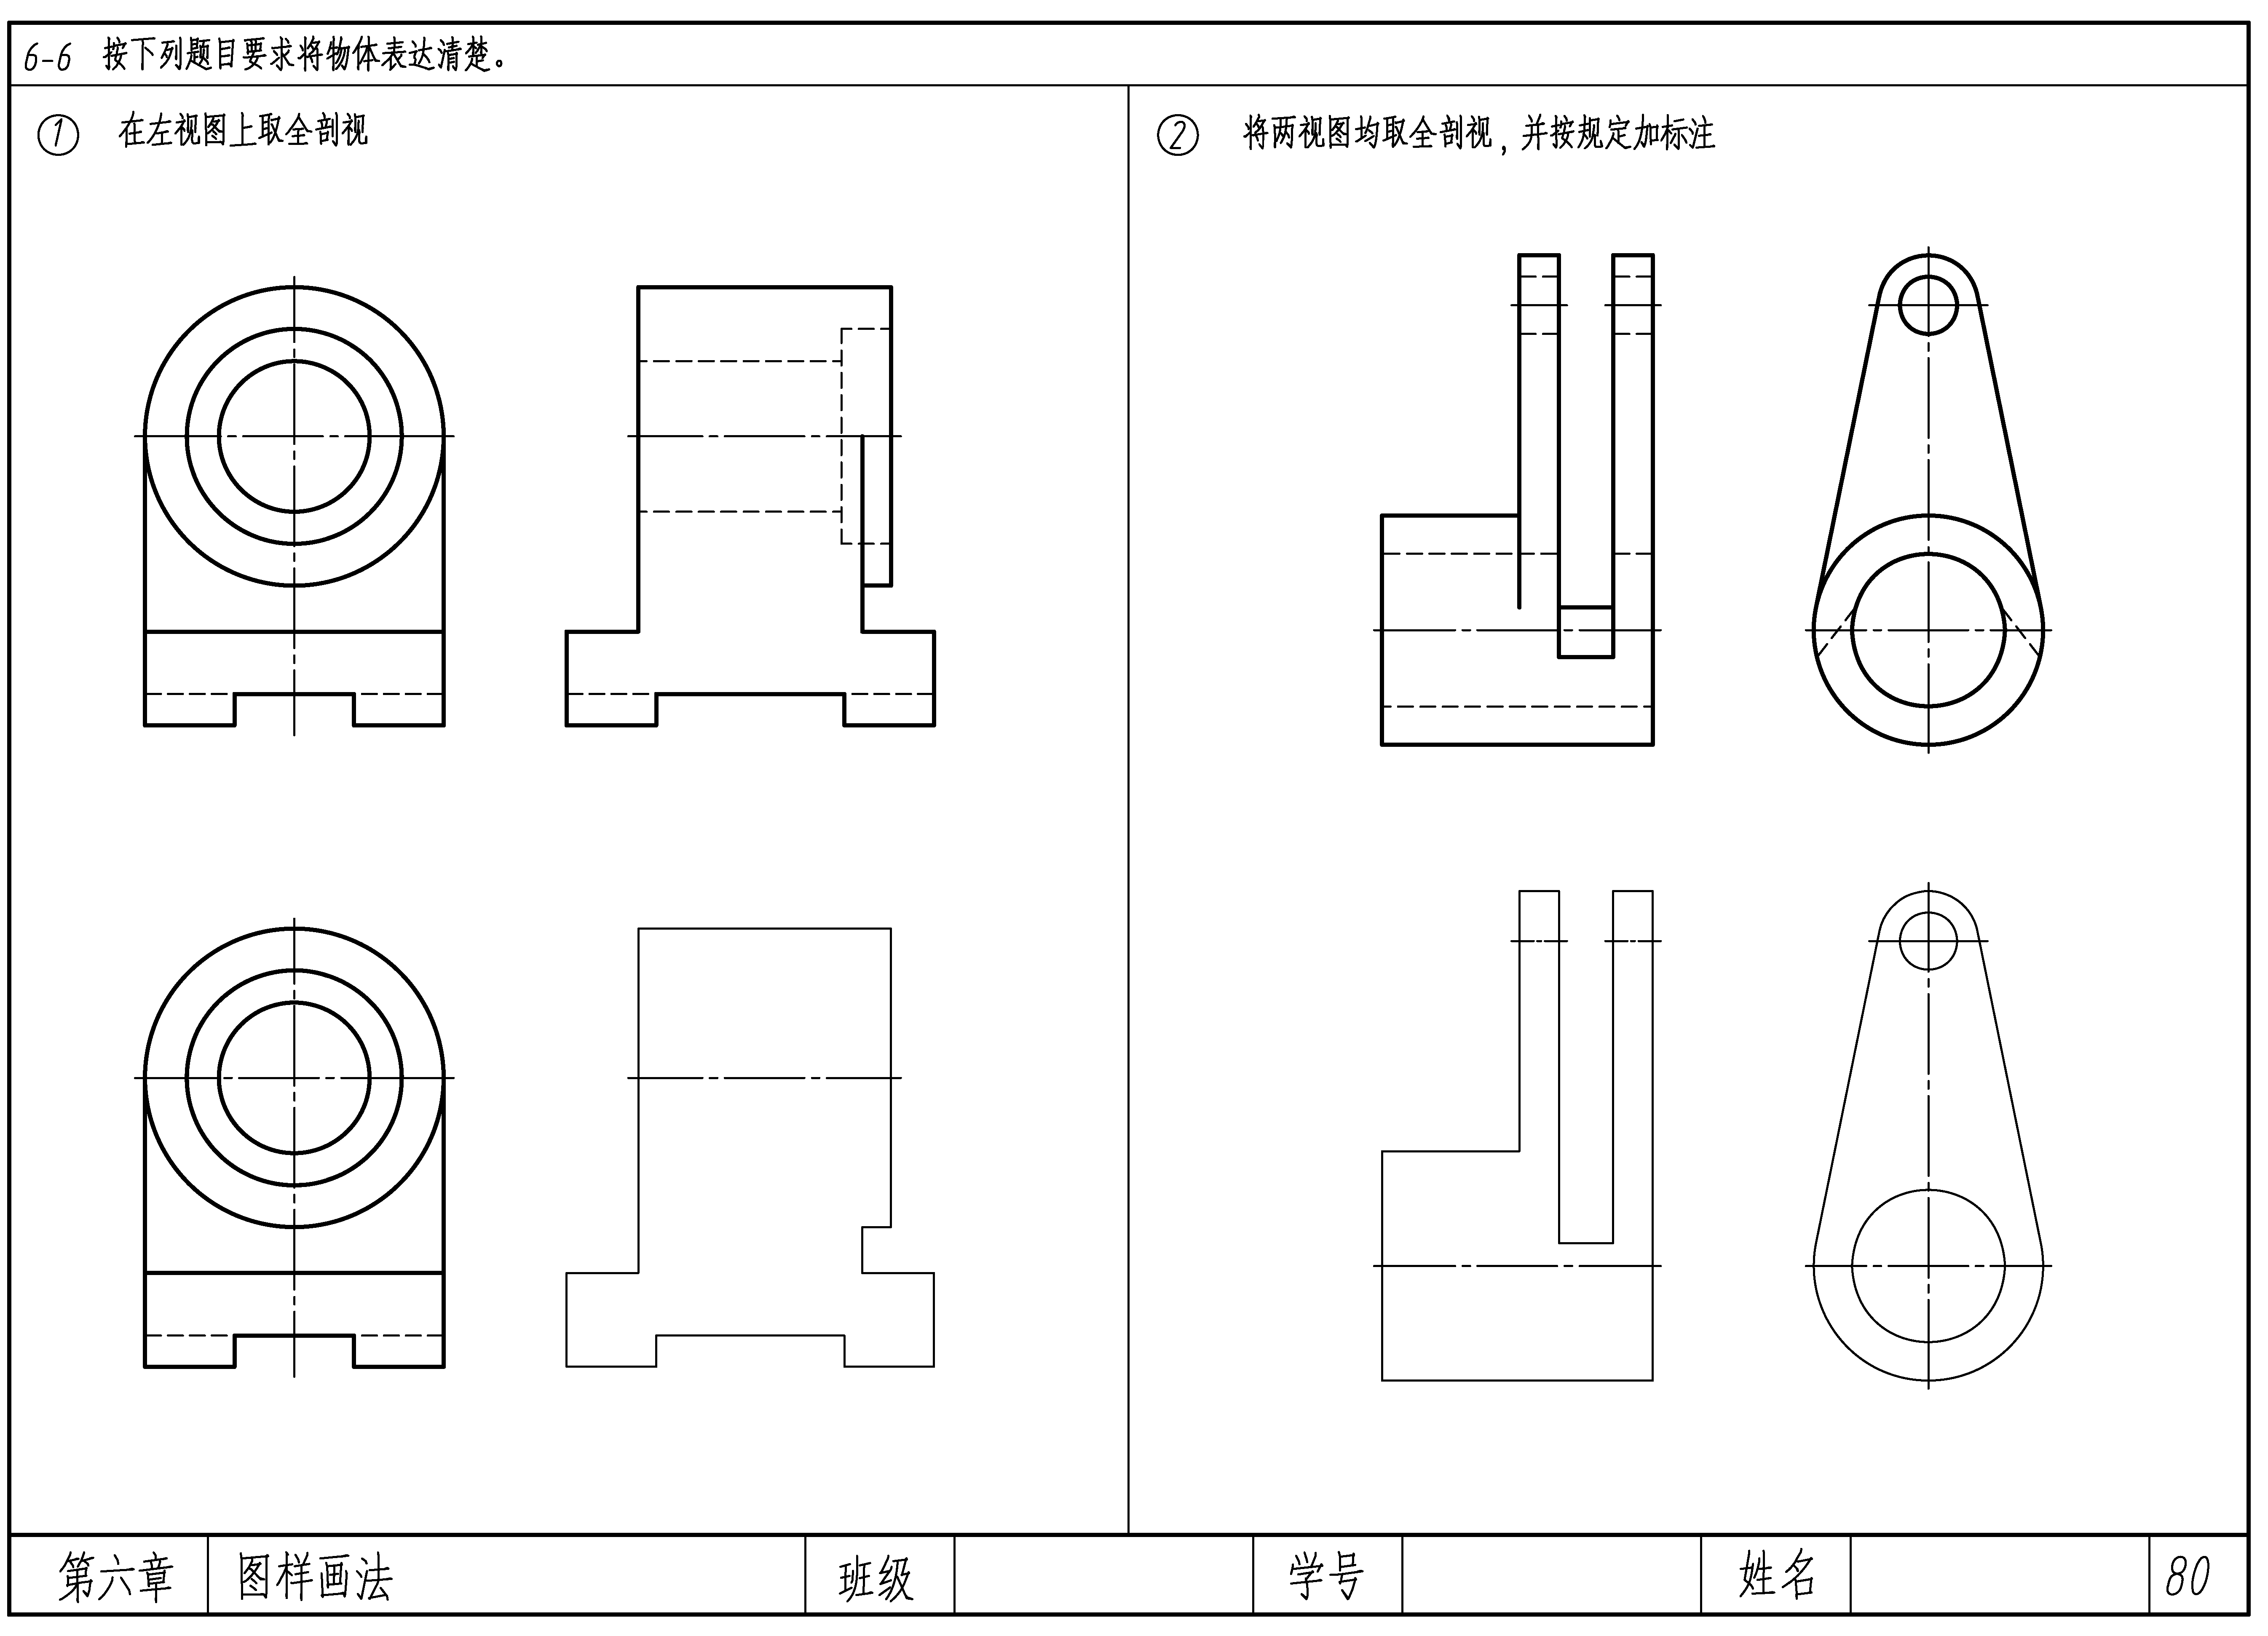 6-6 按下列题目要求将物体表达清楚。
① 在左视图上取全剖视
② 将两视图均取全剖视，并按规定加标注
第六章 图样画法 班级 学号 姓名 80